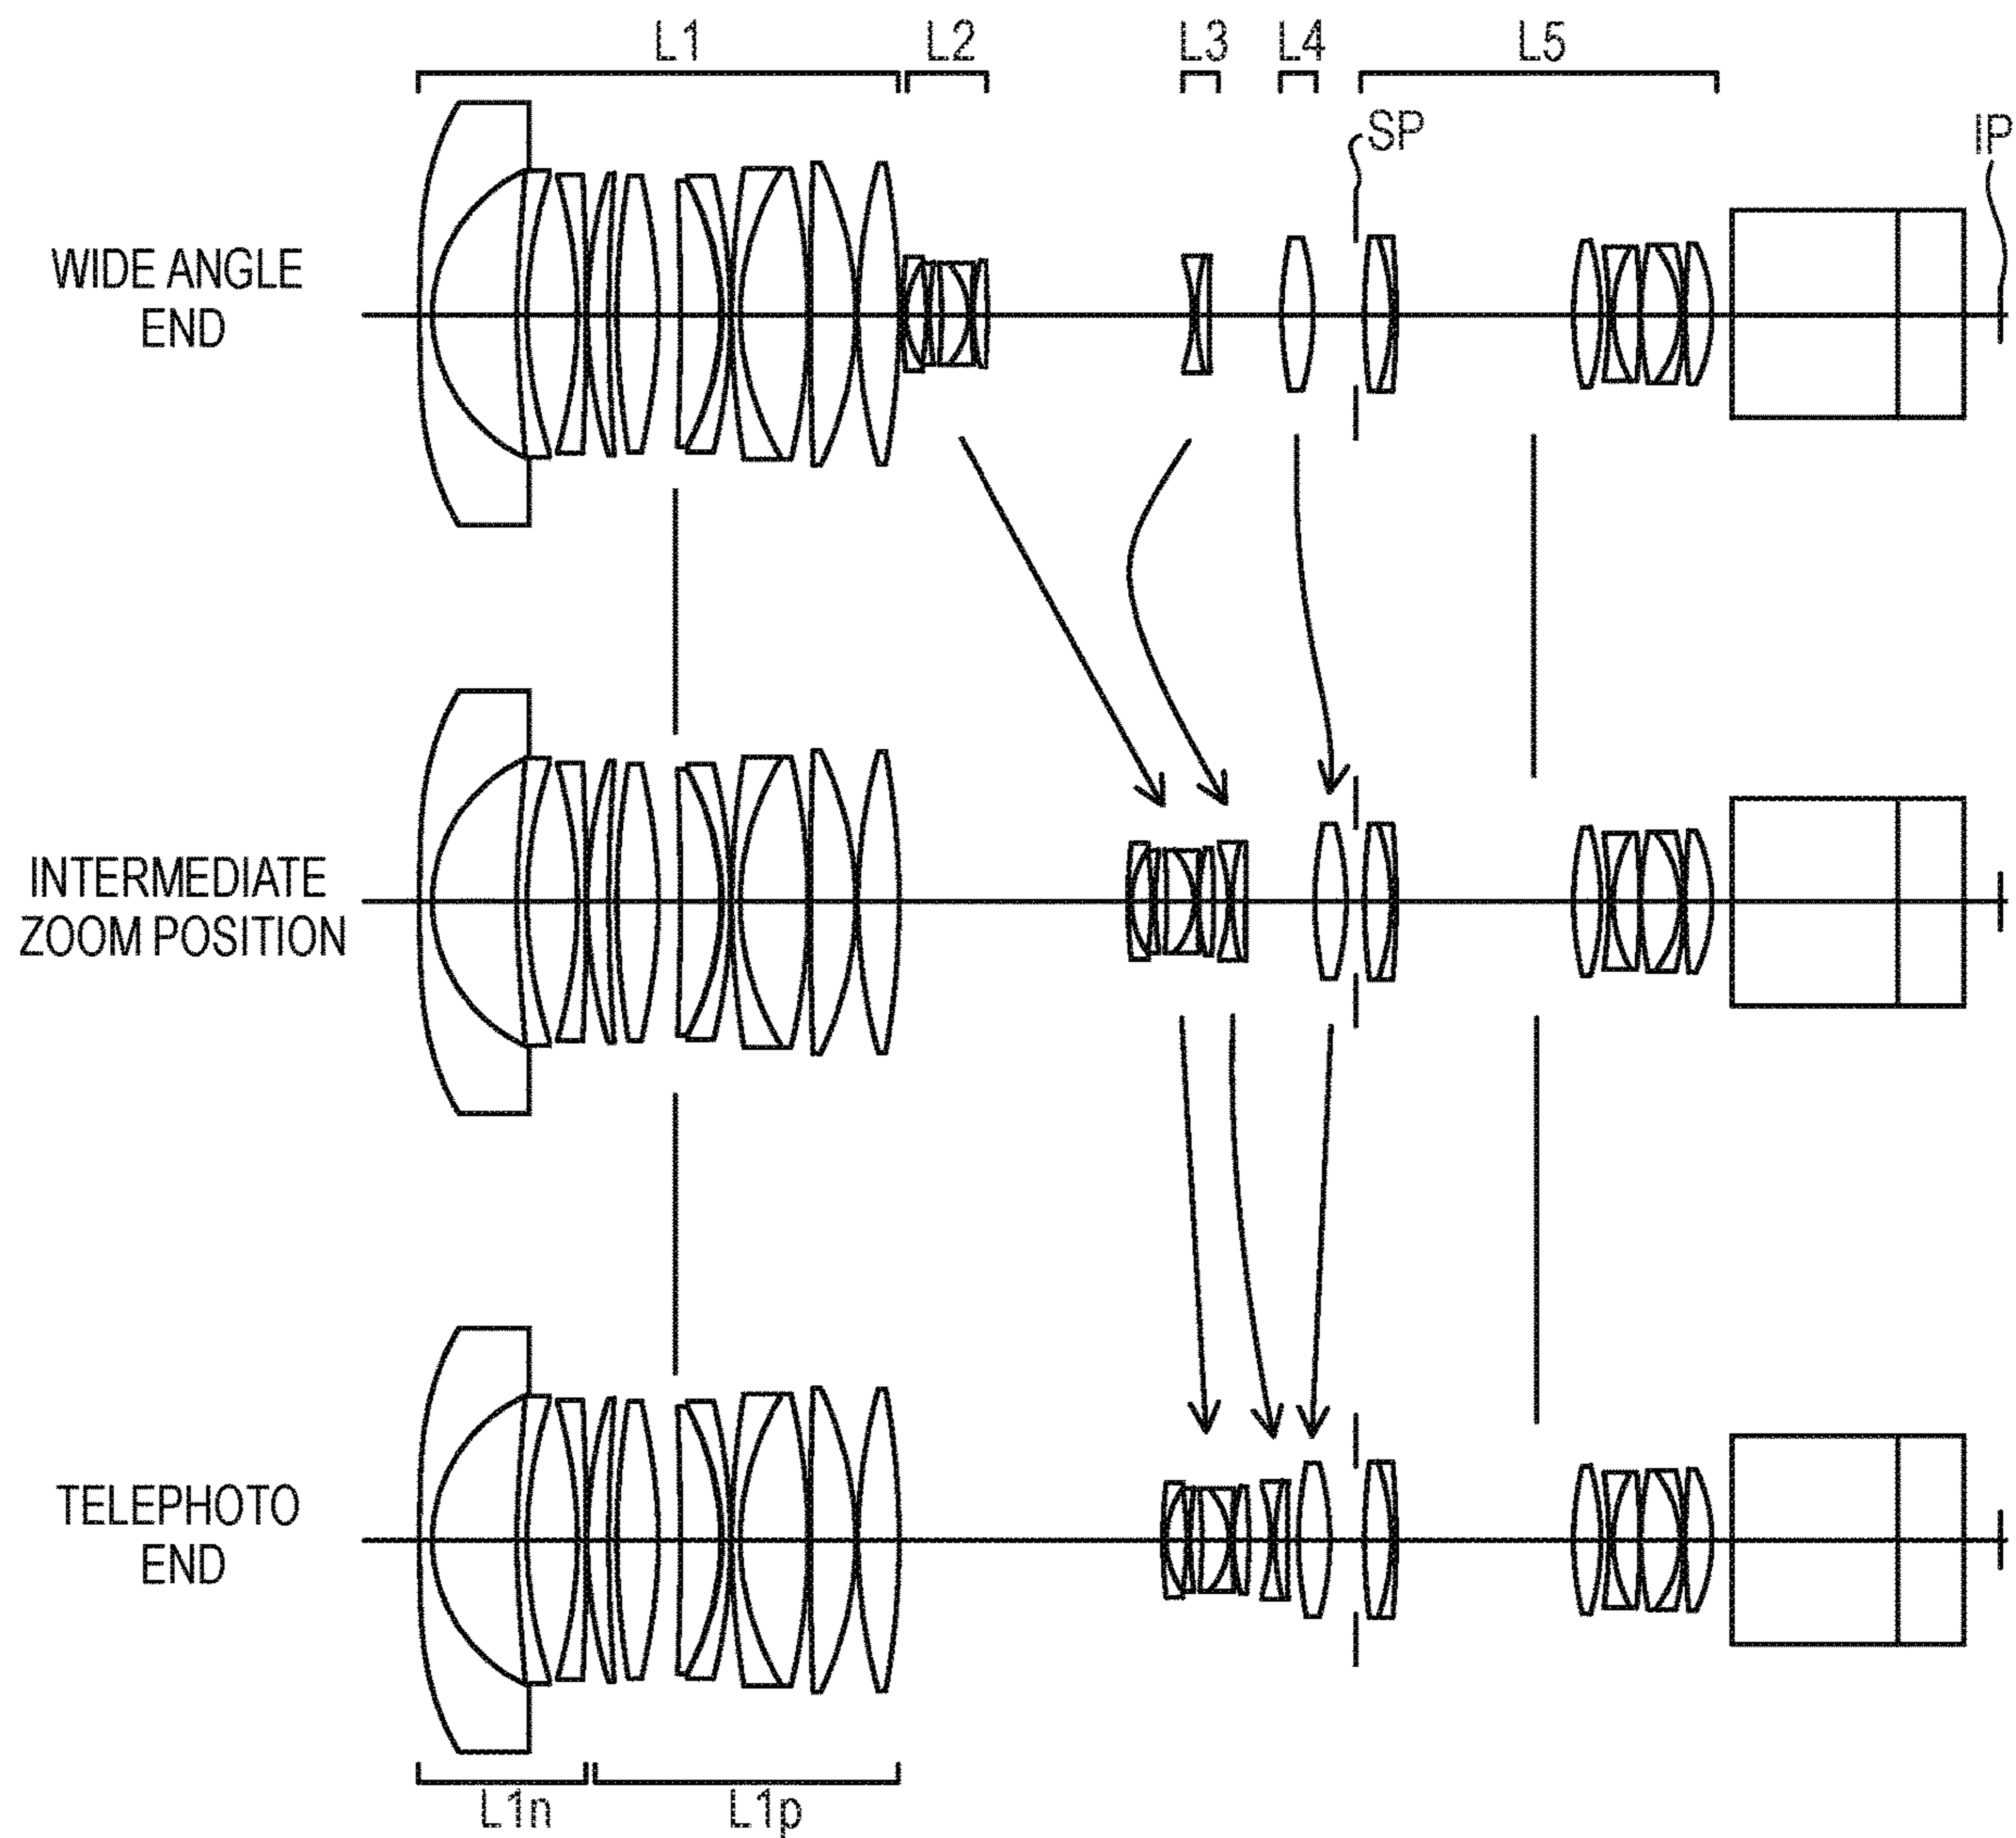 L1 L2 L3 L4 L5
SP
IP
WIDE ANGLE
END
INTERMEDIATE
ZOOM POSITION
TELEPHOTO
END
L1n L1p